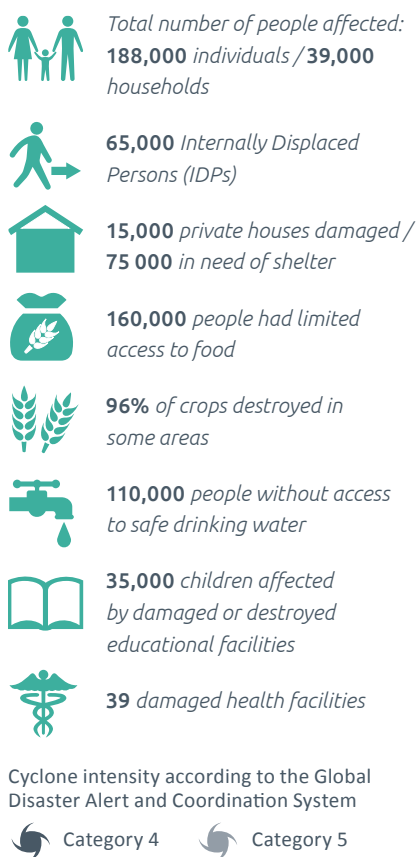 Total number of people affected:
188,000 individuals / 39,000
households
65,000 Internally Displaced
Persons (IDPs)
15,000 private houses damaged /
75 000 in need of shelter
160,000 people had limited
access to food
96% of crops destroyed in
some areas
110,000 people without access
to safe drinking water
35,000 children affected
by damaged or destroyed
educational facilities
39 damaged health facilities
Cyclone intensity according to the Global
Disaster Alert and Coordination System
Category 4 Category 5